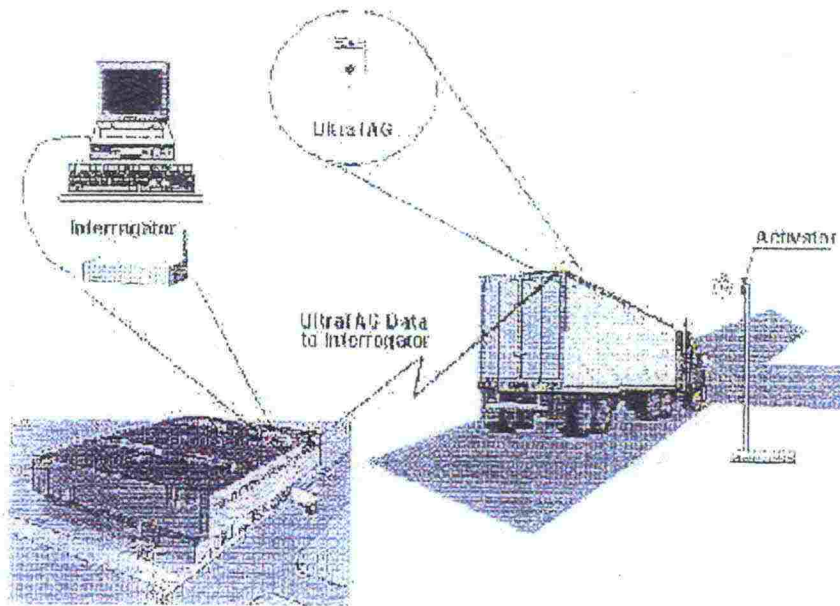 UltraTAG
Interrogator
Activator
UltraTAG Data
to Interrogator